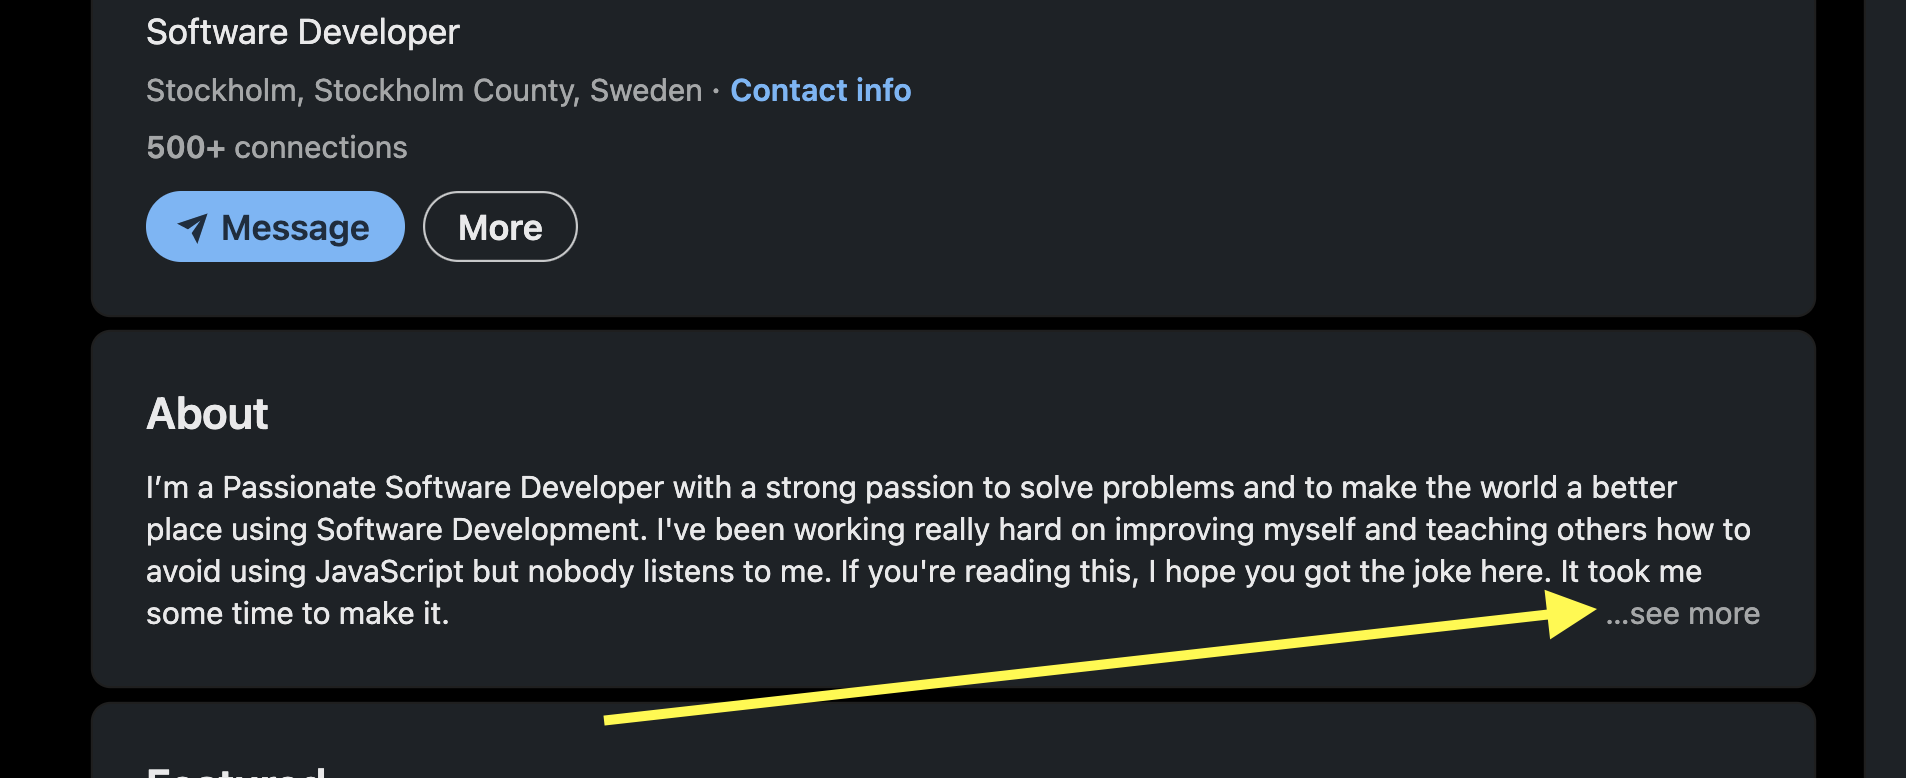 Software Developer
Stockholm, Stockholm County, Sweden · Contact info
500+ connections
Message
More
About
I’m a Passionate Software Developer with a strong passion to solve problems and to make the world a better
place using Software Development. I've been working really hard on improving myself and teaching others how to
avoid using JavaScript but nobody listens to me. If you're reading this, I hope you got the joke here. It took me
some time to make it.
...see more
Featured